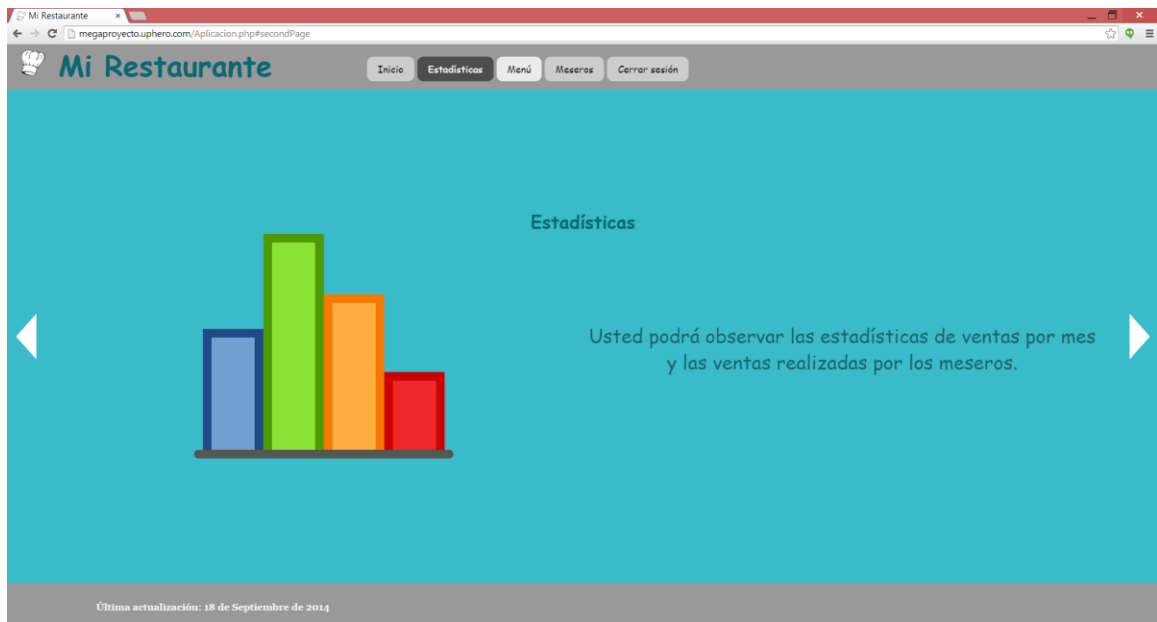 Mi Restaurante
megaproyecto.uphero.com/Aplicacion.php#secondPage
Mi Restaurante
Inicio
Estadísticas
Menú
Meseros
Cerrar sesión
Estadísticas
Usted podrá observar las estadísticas de ventas por mes
y las ventas realizadas por los meseros.
Última actualización: 18 de Septiembre de 2014